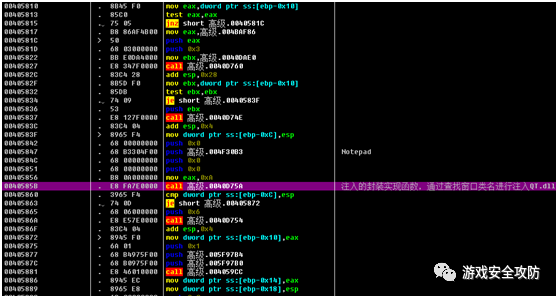 00405810 . 8B45 F0 mov eax,dword ptr ss:[ebp-0x10]
00405813 . 85C0 test eax,eax
00405815 ., 75 05 jnz short 高级.0040581C
00405817 . B8 86AF4B00 mov eax,高级.004BAF86
0040581C > 50 push eax
0040581D . 68 03000000 push 0x3
00405822 . BB E0DA4000 mov ebx,高级.0040DAE0
00405827 . E8 347F0000 call 高级.0040D760
0040582C . 83C4 28 add esp,0x28
0040582F . 8B5D F0 mov ebx,dword ptr ss:[ebp-0x10]
00405832 . 85DB test ebx,ebx
00405834 ., 74 09 je short 高级.0040583F
00405836 . 53 push ebx
00405837 . E8 127F0000 call 高级.0040D74E
0040583C . 83C4 04 add esp,0x4
0040583F > 8965 F4 mov dword ptr ss:[ebp-0xC],esp
00405842 . 68 00000000 push 0x0
00405847 . 68 B3304F00 push 高级.004F30B3 Notepad
0040584C . 68 00000000 push 0x0
00405851 . 68 00000000 push 0x0
00405856 . B8 0A000000 mov eax,0xA
0040585B . E8 FA7E0000 call 高级.0040D75A 注入的封装实现函数，通过查找窗口类名进行注入QT.dll
00405860 . 3965 F4 cmp dword ptr ss:[ebp-0xC],esp
00405863 ., 74 0D je short 高级.00405872
00405865 . 68 06000000 push 0x6
0040586A . E8 E57E0000 call 高级.0040D754
0040586F . 83C4 04 add esp,0x4
00405872 > 8945 F0 mov dword ptr ss:[ebp-0x10],eax
00405875 . 6A 01 push 0x1
00405877 . 68 B4975F00 push 高级.005F97B4
0040587C . 68 B0975F00 push 高级.005F97B0
00405881 . E8 46010000 call 高级.004059CC
00405886 . 8945 EC mov dword ptr ss:[ebp-0x14],eax
00405889 . 8965 E8 mov dword ptr ss:[ebp-0x18],esp
游戏安全攻防